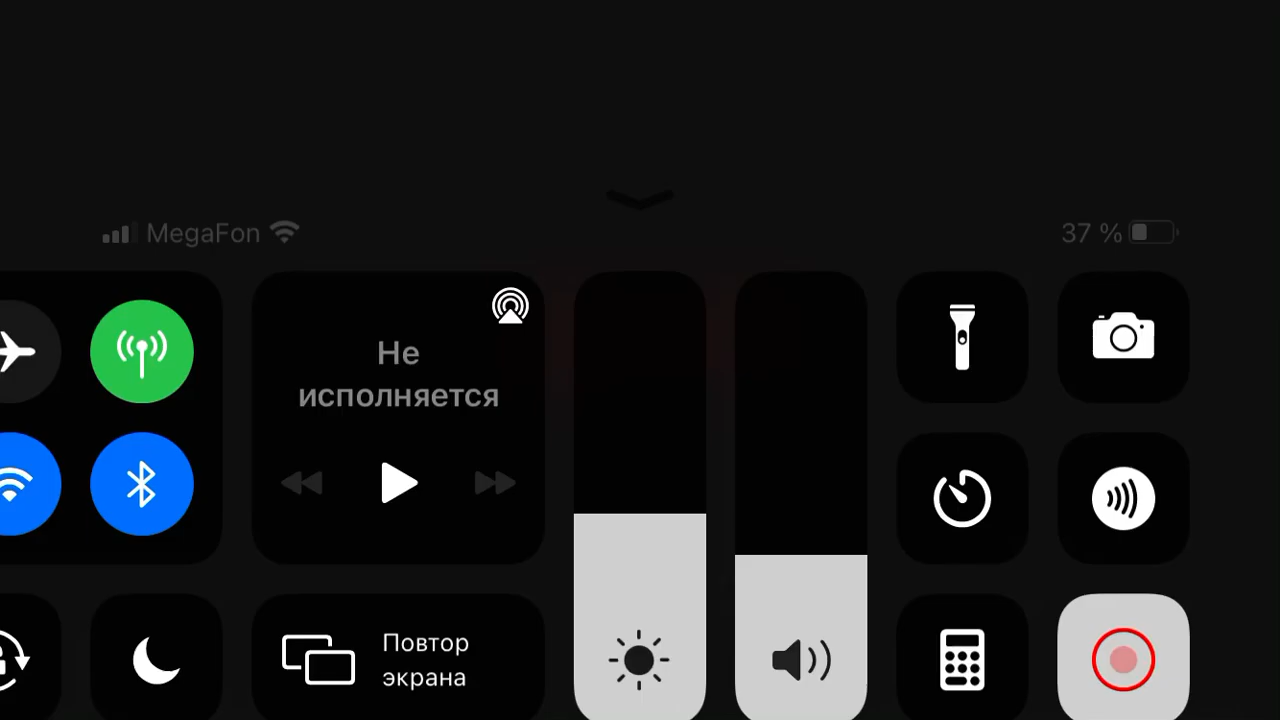 MegaFon
37 %
Не
исполняется
Повтор
экрана